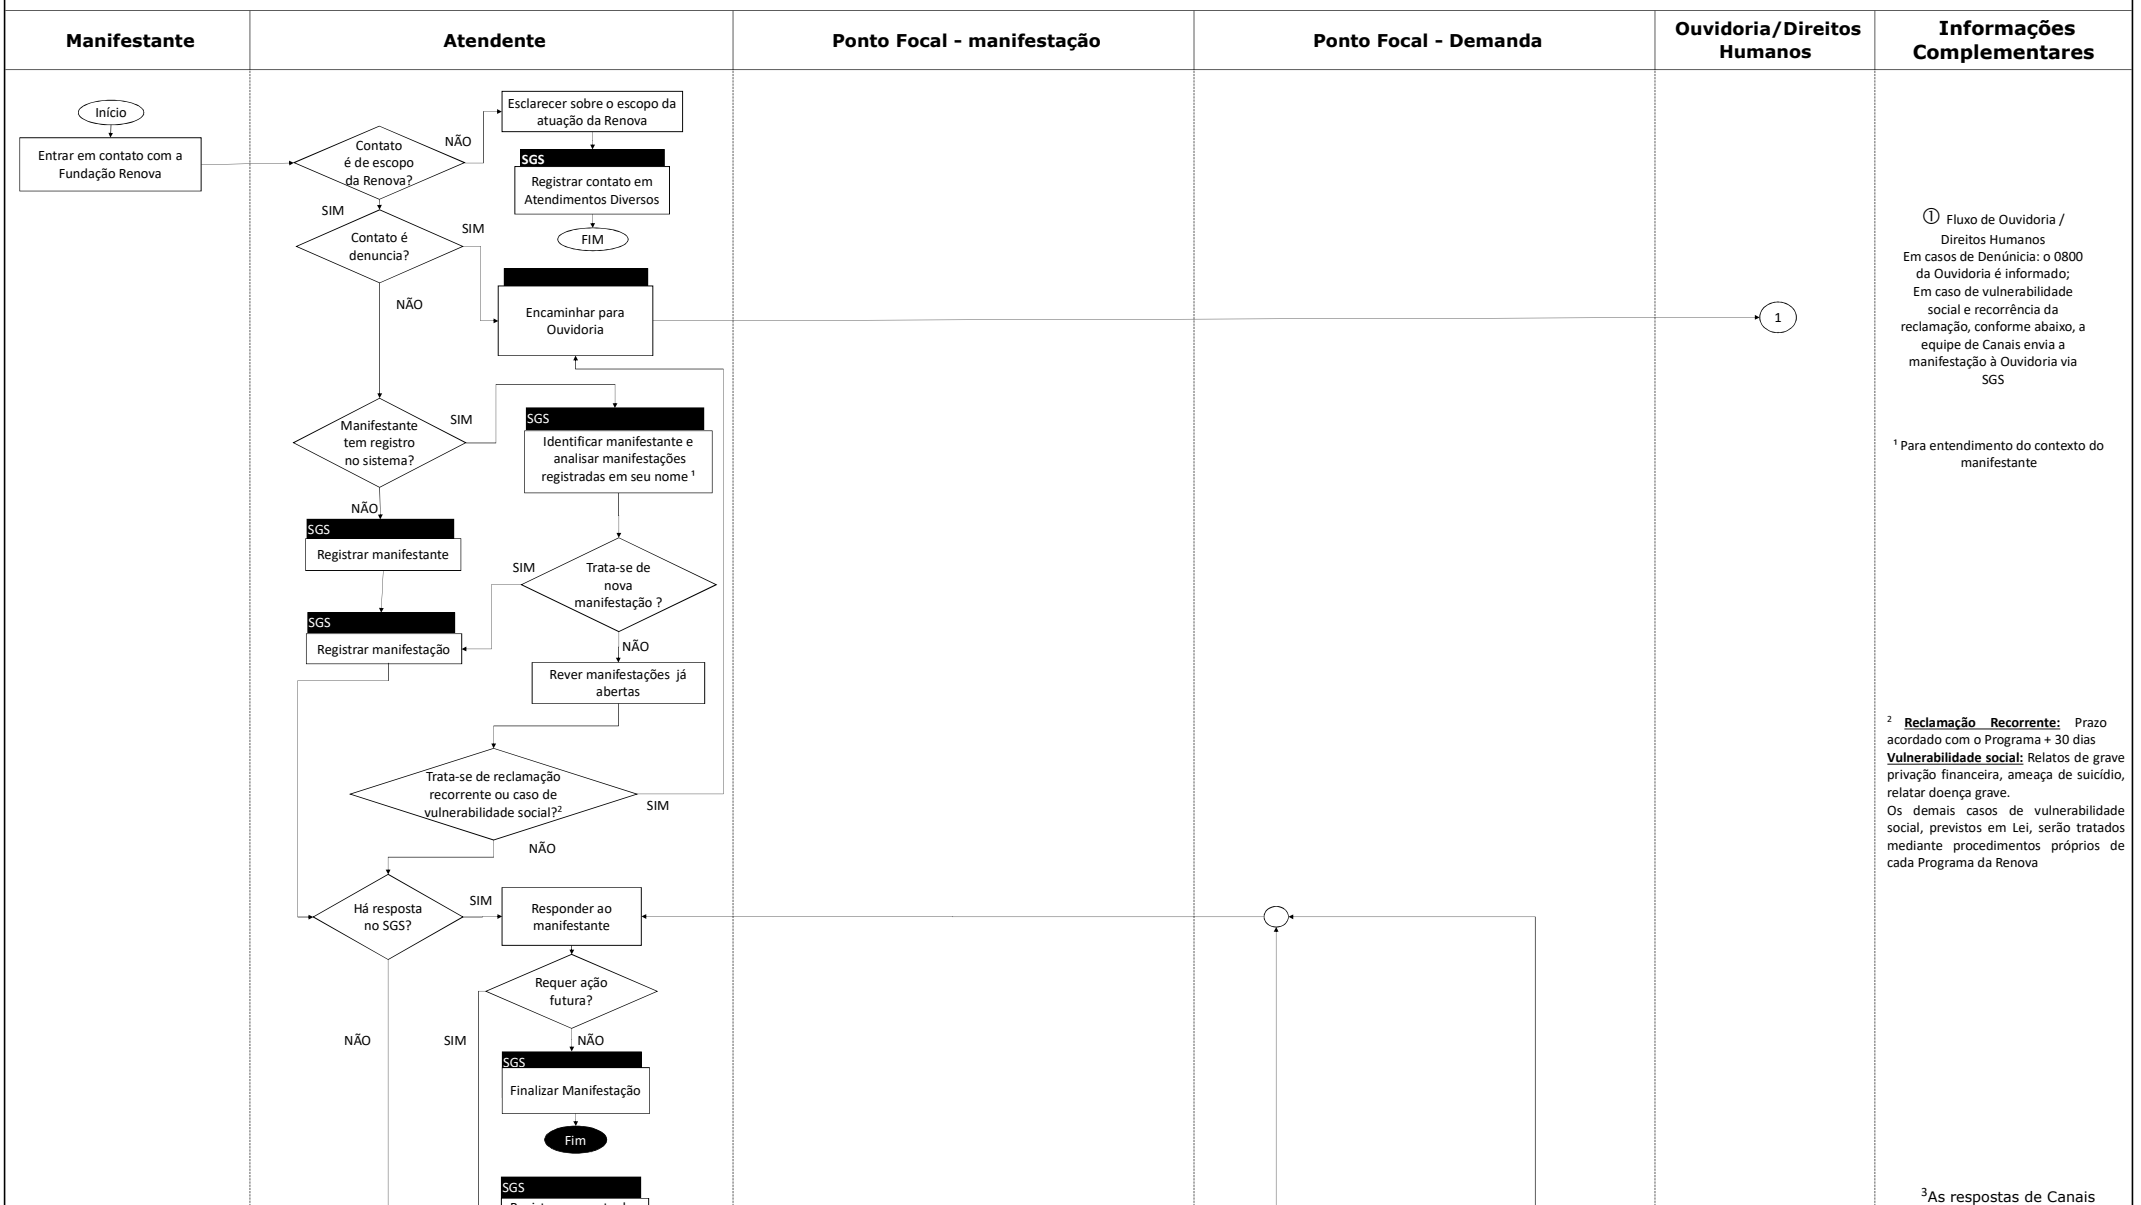 Manifestante
Atendente
Ponto Focal - manifestação
Ponto Focal - Demanda
Ouvidoria/Direitos
Humanos
Informações
Complementares
Início
Entrar em contato com a
Fundação Renova
Contato
é de escopo
da Renova?
NÃO
SIM
Esclarecer sobre o escopo da
atuação da Renova
SGS
Registrar contato em
Atendimentos Diversos
FIM
Contato é
denuncia?
SIM
NÃO
Encaminhar para
Ouvidoria
1
① Fluxo de Ouvidoria /
Direitos Humanos
Em casos de Denúnicia: o 0800
da Ouvidoria é informado;
Em caso de vulnerabilidade
social e recorrência da
reclamação, conforme abaixo, a
equipe de Canais envia a
manifestação à Ouvidoria via
SGS
Manifestante
tem registro
no sistema?
SIM
NÃO
SGS
Identificar manifestante e
analisar manifestações
registradas em seu nome ¹
¹ Para entendimento do contexto do
manifestante
SGS
Registrar manifestante
Trata-se de
nova
manifestação ?
SIM
NÃO
SGS
Registrar manifestação
Rever manifestações já
abertas
Trata-se de reclamação
recorrente ou caso de
vulnerabilidade social?²
SIM
NÃO
² Reclamação Recorrente: Prazo
acordado com o Programa + 30 dias
Vulnerabilidade social: Relatos de grave
privação financeira, ameaça de suicídio,
relatar doença grave.
Os demais casos de vulnerabilidade
social, previstos em Lei, serão tratados
mediante procedimentos próprios de
cada Programa da Renova
Há resposta
no SGS?
SIM
NÃO
Responder ao
manifestante
Requer ação
futura?
SIM
NÃO
SGS
Finalizar Manifestação
Fim
SGS
³As respostas de Canais